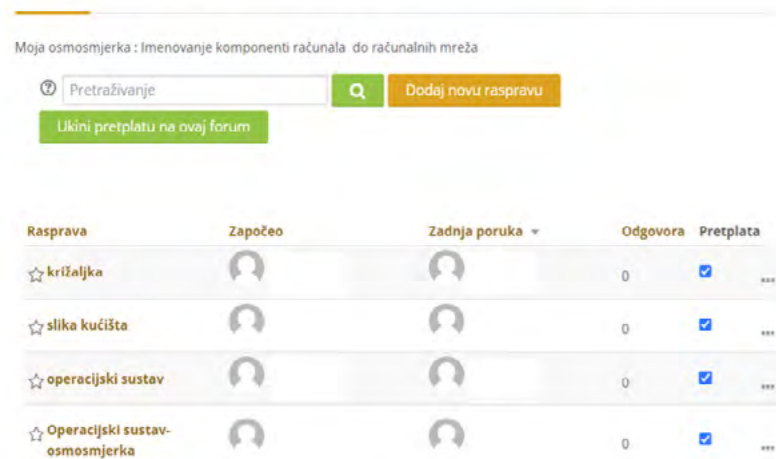 Moja osmosmjerka : Imenovanje komponenti računala do računalnih mreža
Pretraživanje
Dodaj novu raspravu
Ukini pretplatu na ovaj forum
Rasprava Započeo Zadnja poruka Odgovora Pretplata
križaljka 0
slika kućišta 0
operacijski sustav 0
Operacijski sustav-
osmosmjerka 0